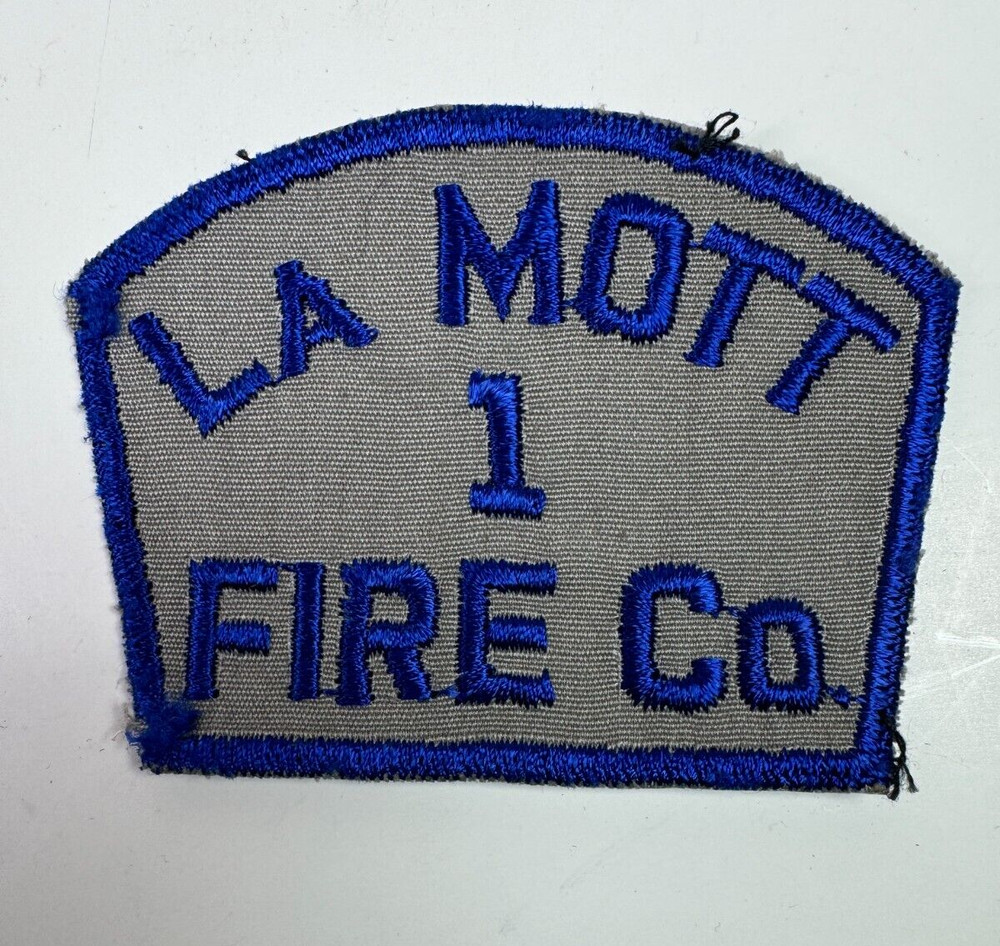 LA MOTT
1
FIRE Co.